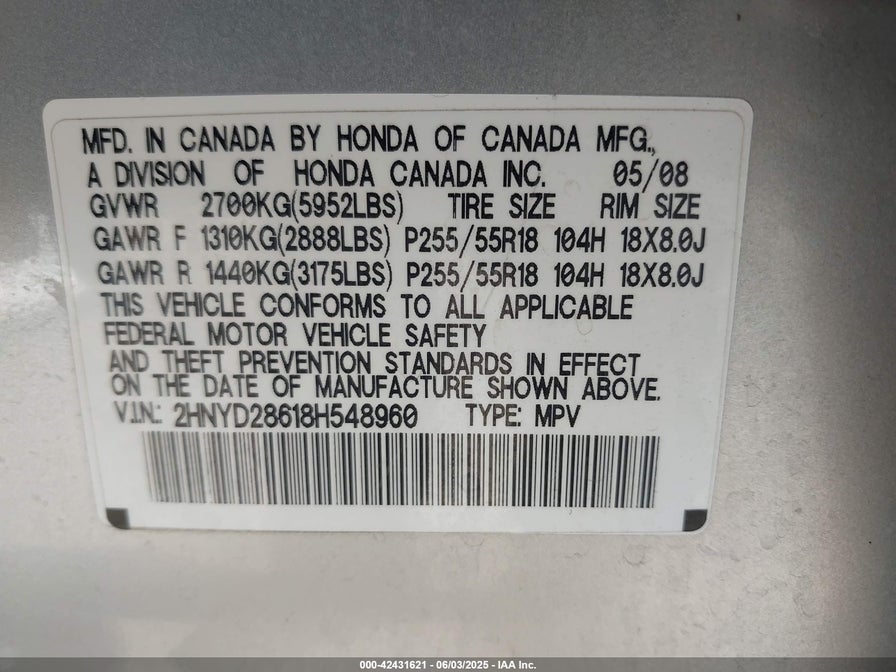 MFD. IN CANADA BY HONDA OF CANADA MFG.,
A DIVISION OF HONDA CANADA INC. 05/08
GVWR 2700KG(5952LBS) TIRE SIZE RIM SIZE
GAWR F 1310KG(2888LBS) P255/55R18 104H 18X8.0J
GAWR R 1440KG(3175LBS) P255/55R18 104H 18X8.0J
THIS VEHICLE CONFORMS TO ALL APPLICABLE
FEDERAL MOTOR VEHICLE SAFETY
AND THEFT PREVENTION STANDARDS IN EFFECT
ON THE DATE OF MANUFACTURE SHOWN ABOVE.
V.I.N.: 2HNYD28618H548960 TYPE: MPV
000-42431621 - 06/03/2025 - IAA Inc.